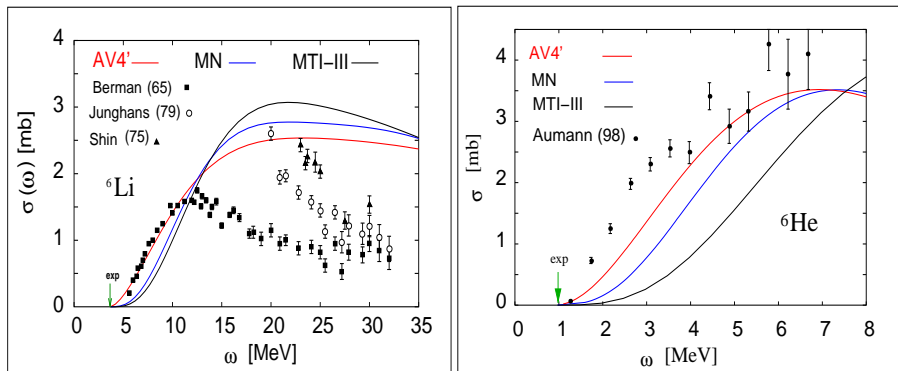 4
3
2
1
0
σ (ω) [mb]
AV4' MN MTI–III
Berman (65)
Junghans (79)
Shin (75)
⁶Li
exp
0 5 10 15 20 25 30 35
ω [MeV]
4
3
2
1
0
σ [mb]
AV4'
MN
MTI–III
Aumann (98)
⁶He
exp
0 1 2 3 4 5 6 7 8
ω [MeV]